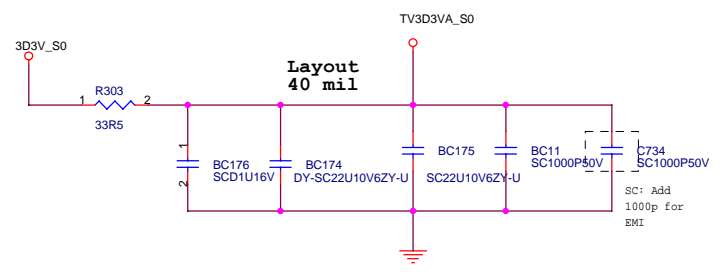 TV3D3VA_S0
3D3V_S0
Layout
40 mil
R303
1 2
33R5
1
2
BC176
SCD1U16V
BC174
DY-SC22U10V6ZY-U
BC175
SC22U10V6ZY-U
BC11
SC1000P50V
C734
SC1000P50V
SC: Add
1000p for
EMI